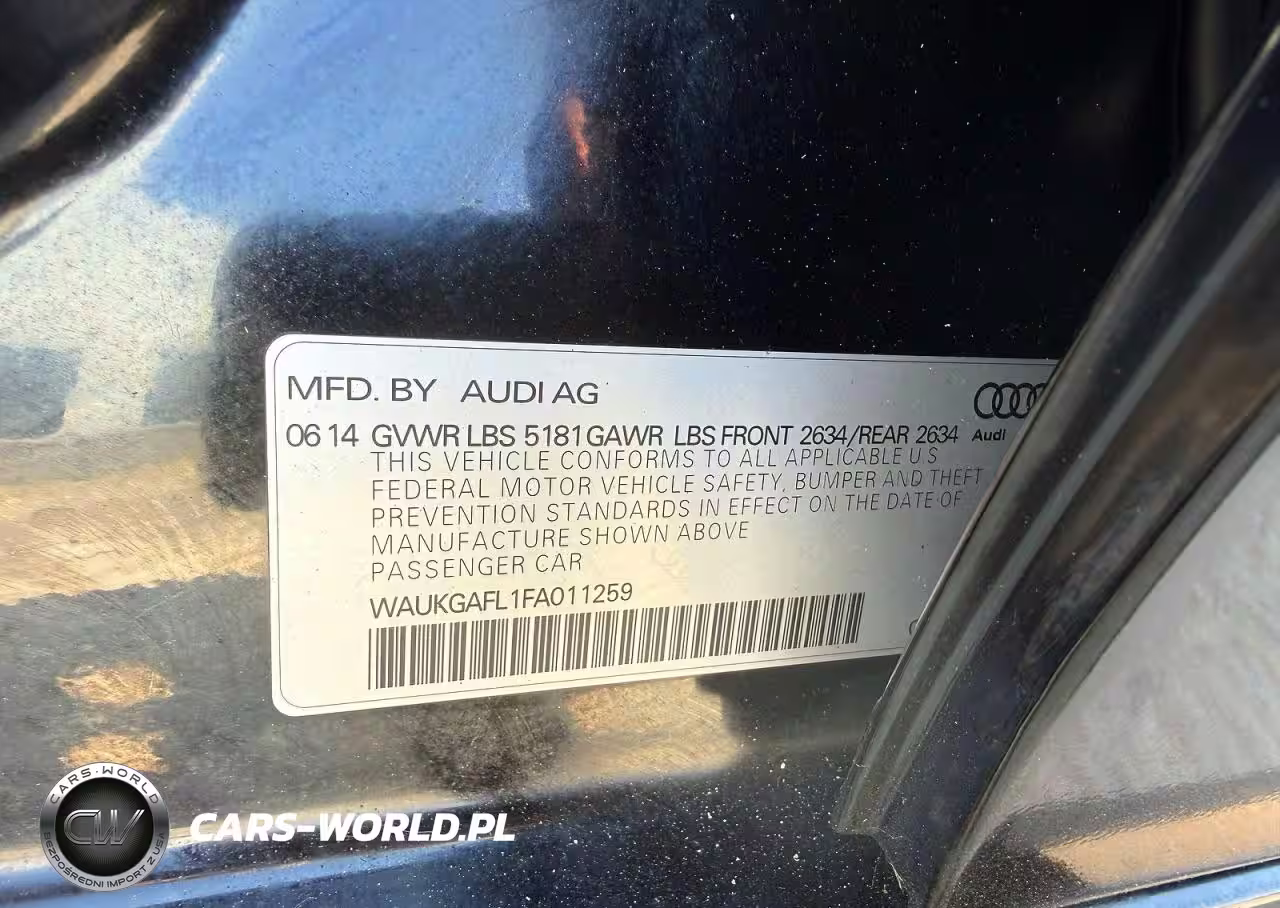 MFD. BY AUDI AG
06 14 GVWR LBS 5181 GAWR LBS FRONT 2634/REAR 2634
Audi
THIS VEHICLE CONFORMS TO ALL APPLICABLE U S
FEDERAL MOTOR VEHICLE SAFETY, BUMPER AND THEFT
PREVENTION STANDARDS IN EFFECT ON THE DATE OF
MANUFACTURE SHOWN ABOVE
PASSENGER CAR
WAUKGAFL1FA011259
CARS-WORLD
CW
BEZPOŚREDNI IMPORT Z USA
CARS-WORLD.PL